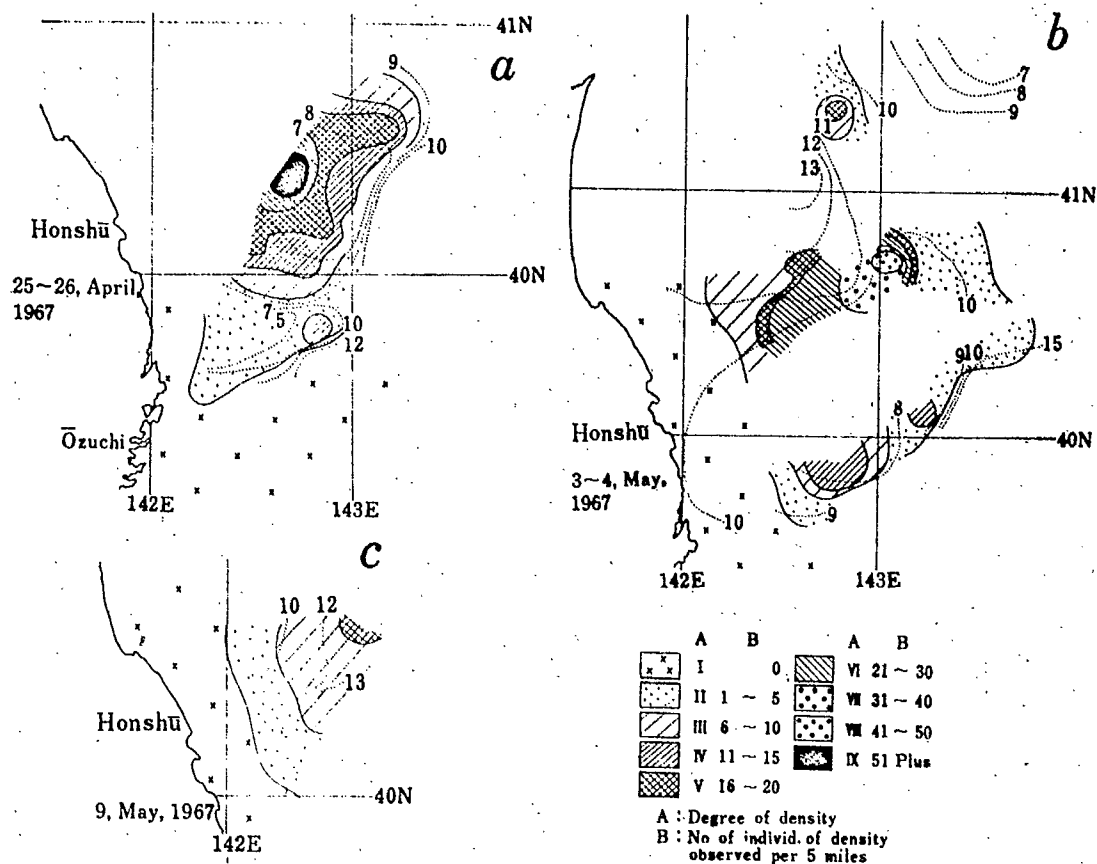 a
41N
9
8
7
10
Honshū
40N
25~26, April,
1967
7.5
10
12
Ōzuchi
142E
143E
b
7
8
9
10
11
12
13
41N
10
15
9 10
8
Honshū
40N
3~4, May,
1967
10
9
142E
143E
c
10 12
13
Honshū
40N
9, May, 1967
142E
A B A B
I 0 VI 21 ~ 30
II 1 ~ 5 VII 31 ~ 40
III 6 ~ 10 VIII 41 ~ 50
IV 11 ~ 15 IX 51 Plus
V 16 ~ 20
A : Degree of density
B : No of individ. of density
observed per 5 miles